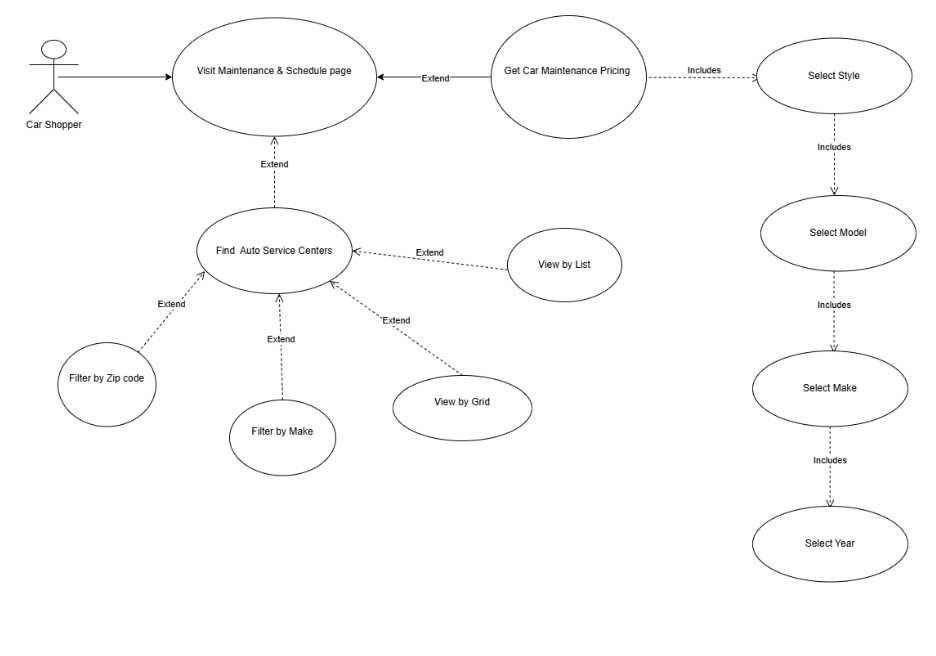 Visit Maintenance & Schedule page
Extend
Get Car Maintenance Pricing
Includes
Select Style
Car Shopper
Includes
Extend
Select Model
Find  Auto Service Centers
Extend
View by List
Extend
Includes
Extend
Extend
Filter by Zip code
Select Make
View by Grid
Filter by Make
Includes
Select Year